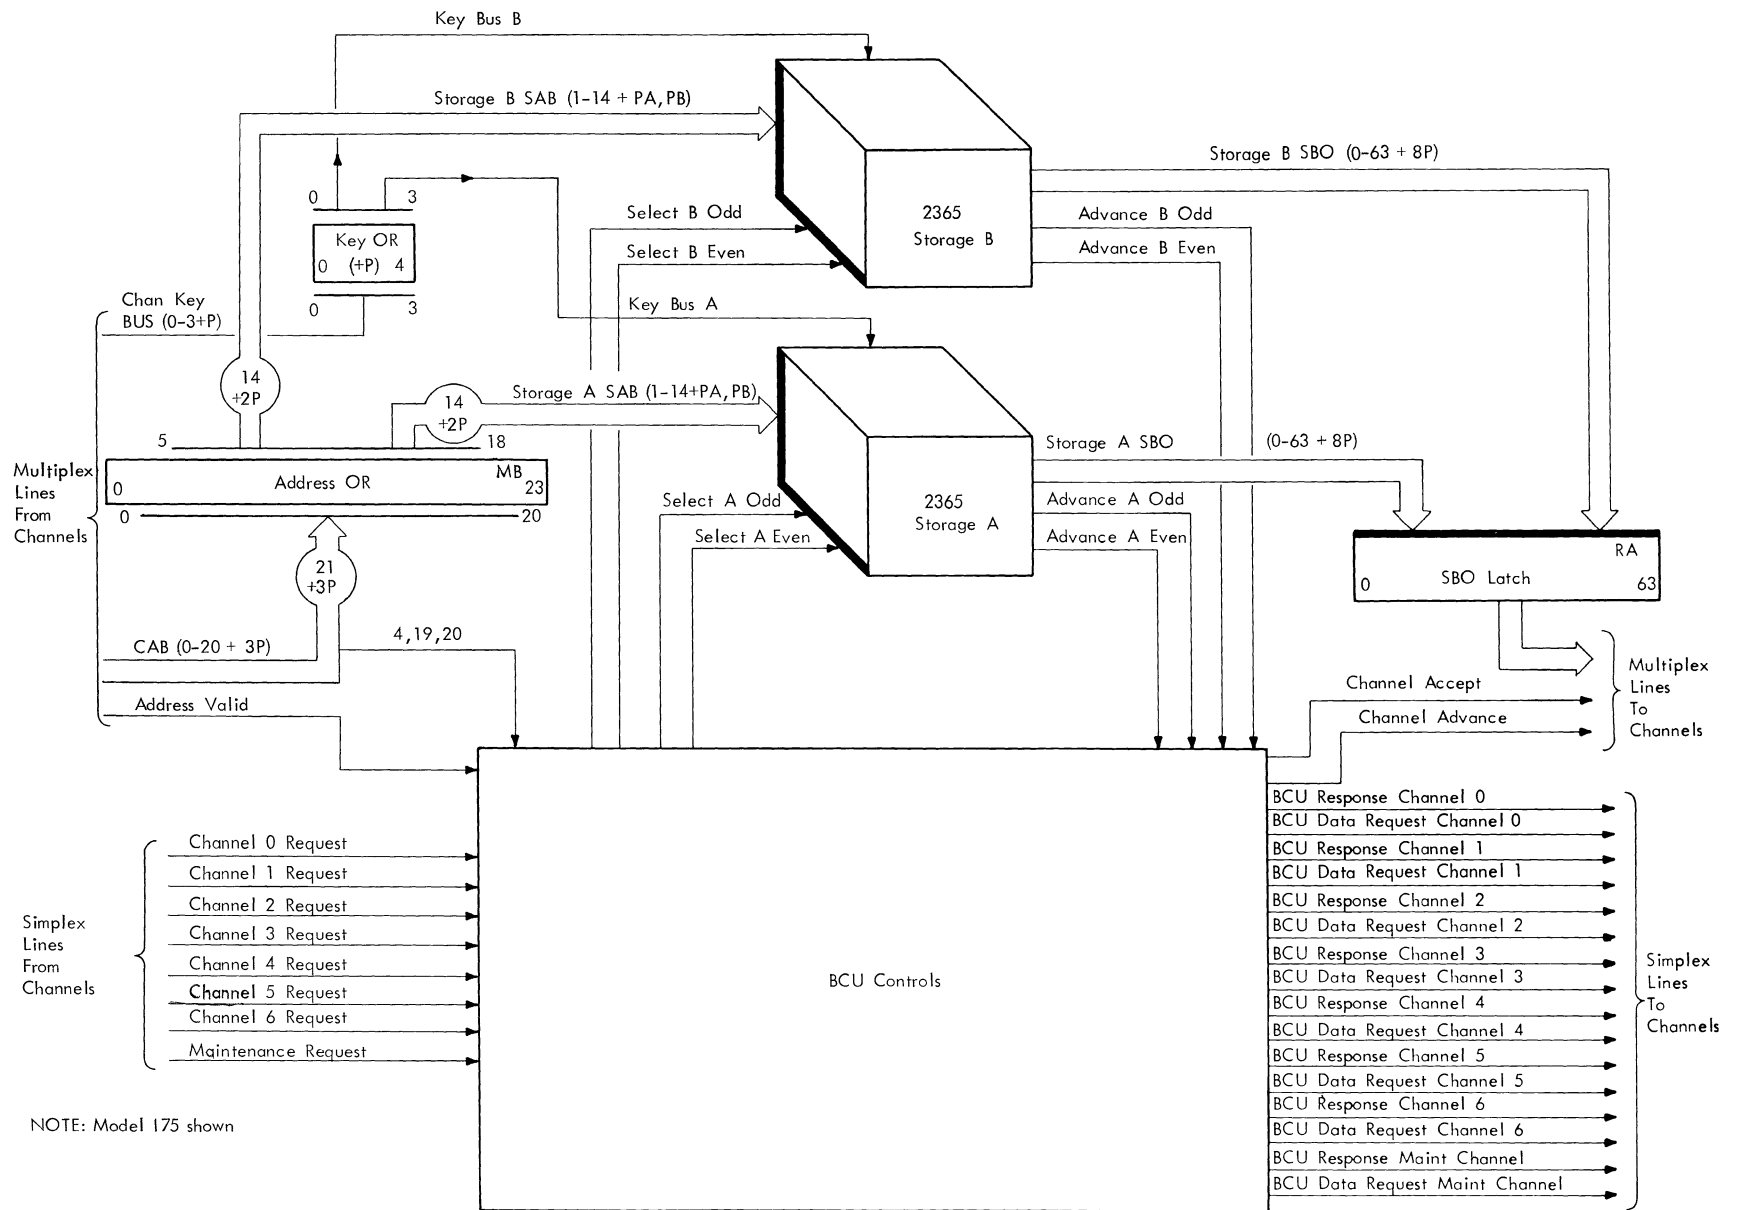 Key Bus B
Storage B SAB (1-14 + PA, PB)
Storage B SBO (0-63 + 8P)
0 3
Key OR
0 (+P) 4
0 3
Select B Odd
Select B Even
2365
Storage B
Advance B Odd
Advance B Even
Chan Key
BUS (0-3+P)
Key Bus A
14
+2P
14
+2P
Storage A SAB (1-14+PA, PB)
5 18
MB
0 Address OR 23
0 20
Multiplex
Lines
From
Channels
Storage A SBO (0-63 + 8P)
Select A Odd
Select A Even
2365
Storage A
Advance A Odd
Advance A Even
RA
0 SBO Latch 63
21
+3P
CAB (0-20 + 3P)
4,19,20
Address Valid
Channel Accept
Channel Advance
Multiplex
Lines
To
Channels
Simplex
Lines
From
Channels
Channel 0 Request
Channel 1 Request
Channel 2 Request
Channel 3 Request
Channel 4 Request
Channel 5 Request
Channel 6 Request
Maintenance Request
BCU Controls
BCU Response Channel 0
BCU Data Request Channel 0
BCU Response Channel 1
BCU Data Request Channel 1
BCU Response Channel 2
BCU Data Request Channel 2
BCU Response Channel 3
BCU Data Request Channel 3
BCU Response Channel 4
BCU Data Request Channel 4
BCU Response Channel 5
BCU Data Request Channel 5
BCU Response Channel 6
BCU Data Request Channel 6
BCU Response Maint Channel
BCU Data Request Maint Channel
Simplex
Lines
To
Channels
NOTE: Model I75 shown